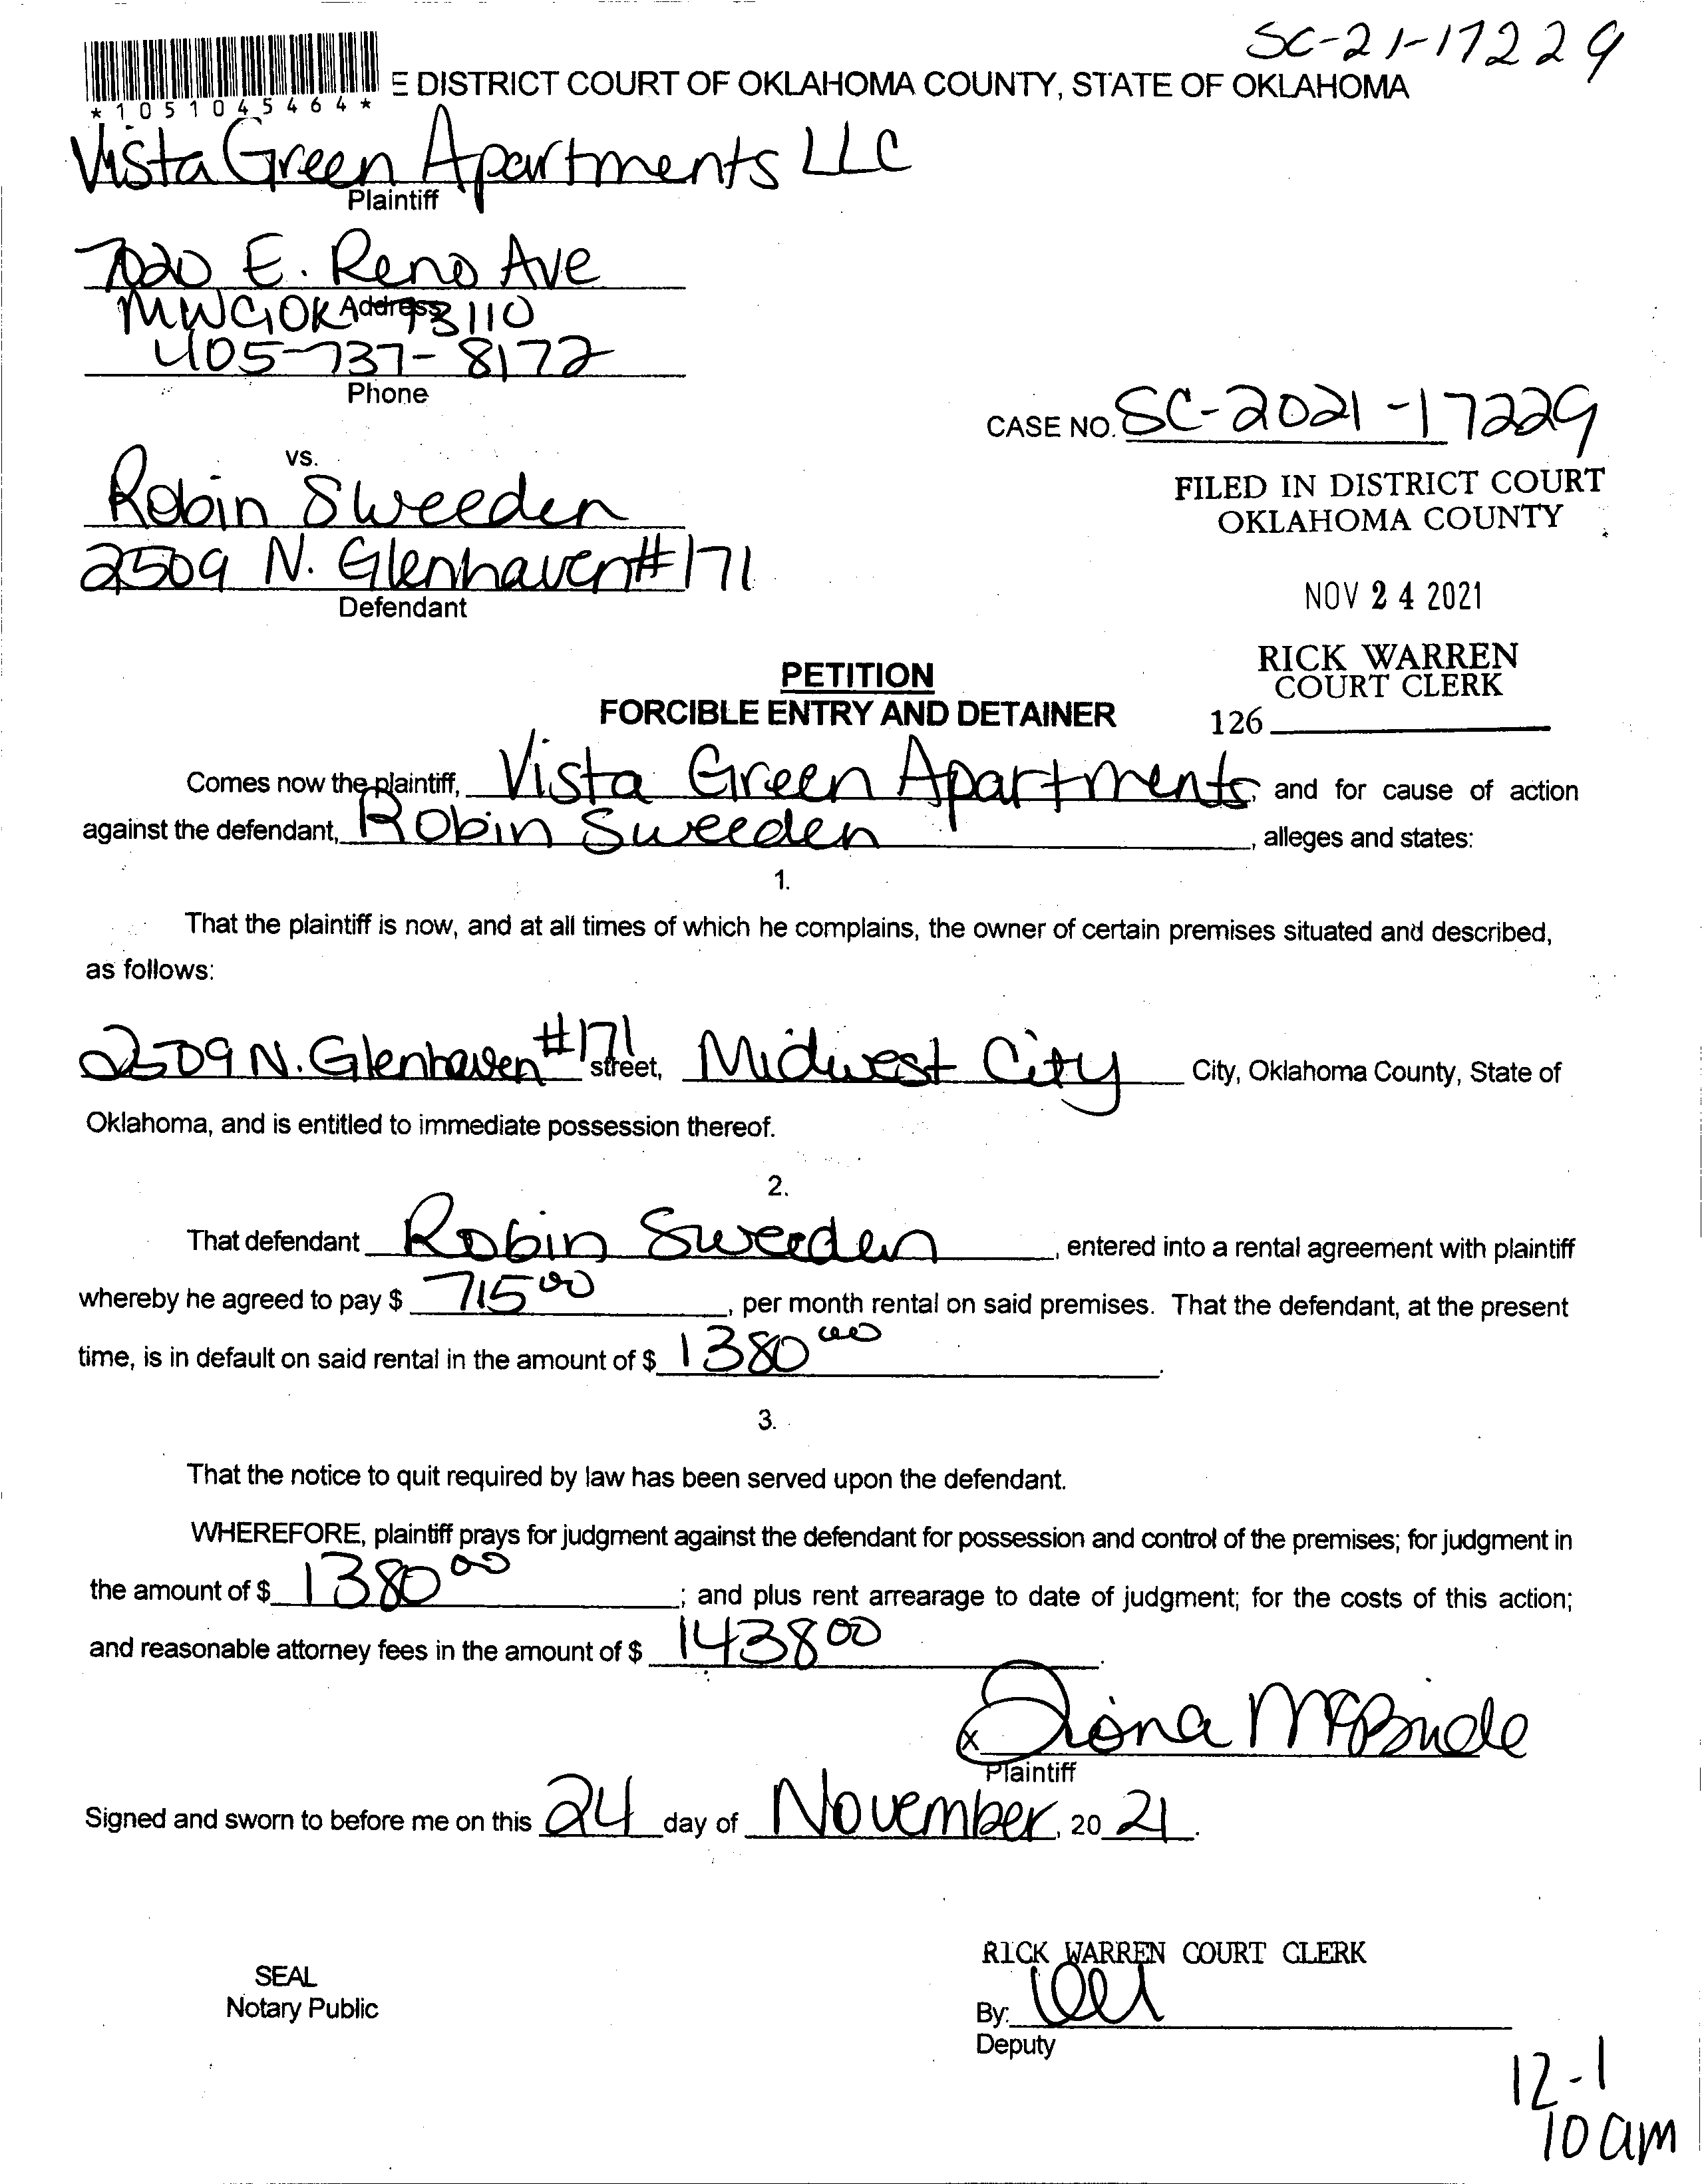 SC-21-17229
E DISTRICT COURT OF OKLAHOMA COUNTY, STATE OF OKLAHOMA
*1051045464*
Vista Green Apartments LLC
Plaintiff
7020 E. Reno Ave
Address
MWC OK 73110
405-737-8172
Phone
CASE NO. SC-2021-17229
vs.
Robin Sweeden
2509 N. Glenhaven #171
Defendant
FILED IN DISTRICT COURT
OKLAHOMA COUNTY
NOV 24 2021
RICK WARREN
COURT CLERK
126
PETITION
FORCIBLE ENTRY AND DETAINER
Comes now the plaintiff, Vista Green Apartments, and for cause of action
against the defendant, Robin Sweeden, alleges and states:
1.
That the plaintiff is now, and at all times of which he complains, the owner of certain premises situated and described,
as follows:
2509 N. Glenhaven #171 street, Midwest City City, Oklahoma County, State of
Oklahoma, and is entitled to immediate possession thereof.
2.
That defendant Robin Sweeden, entered into a rental agreement with plaintiff
whereby he agreed to pay $ 715 00, per month rental on said premises. That the defendant, at the present
time, is in default on said rental in the amount of $ 1380 00.
3.
That the notice to quit required by law has been served upon the defendant.
WHEREFORE, plaintiff prays for judgment against the defendant for possession and control of the premises; for judgment in
the amount of $ 1380 00; and plus rent arrearage to date of judgment; for the costs of this action;
and reasonable attorney fees in the amount of $ 1438 00.
x Diona McBride
Plaintiff
Signed and sworn to before me on this 24 day of November, 20 21.
SEAL
Notary Public
RICK WARREN COURT CLERK
By:
Deputy
12-1
10 am